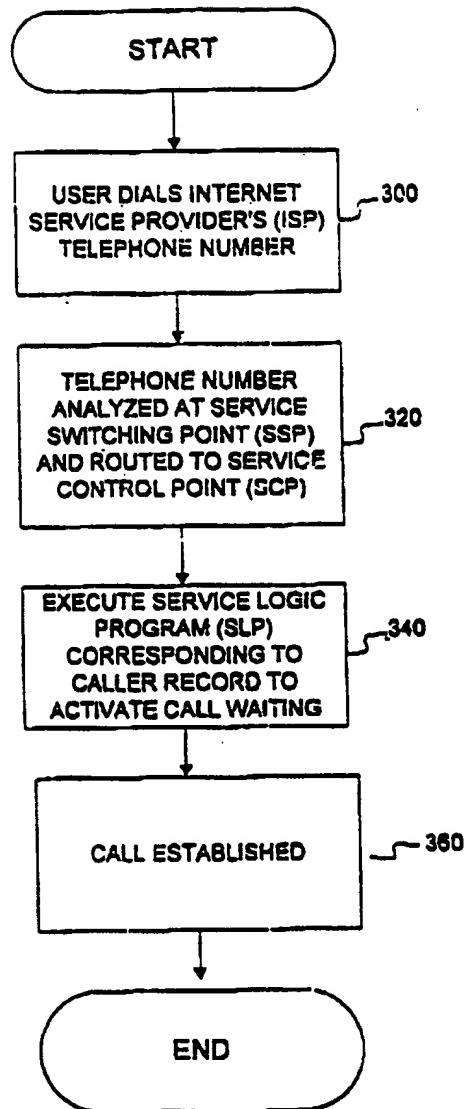 START
USER DIALS INTERNET
SERVICE PROVIDER'S (ISP)
TELEPHONE NUMBER
300
TELEPHONE NUMBER
ANALYZED AT SERVICE
SWITCHING POINT (SSP)
AND ROUTED TO SERVICE
CONTROL POINT (SCP)
320
EXECUTE SERVICE LOGIC
PROGRAM (SLP)
CORRESPONDING TO
CALLER RECORD TO
ACTIVATE CALL WAITING
340
CALL ESTABLISHED
360
END